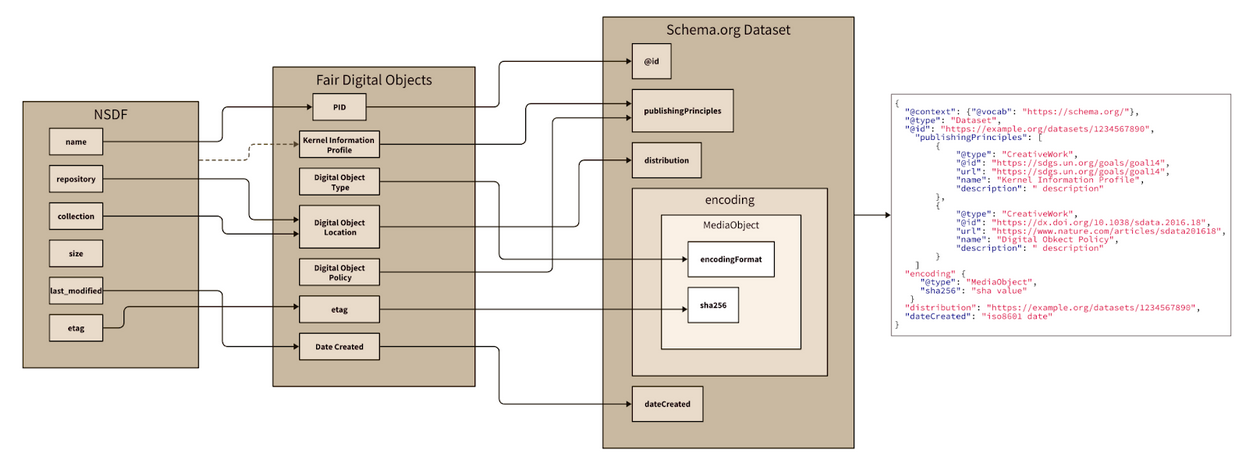 NSDF
name
repository
collection
size
last_modified
etag
Fair Digital Objects
PID
Kernel Information
Profile
Digital Object
Type
Digital Object
Location
Digital Object
Policy
etag
Date Created
Schema.org Dataset
@id
publishingPrinciples
distribution
encoding
MediaObject
encodingFormat
sha256
dateCreated
{
"@context": {"@vocab": "https://schema.org/"},
"@type": "Dataset",
"@id": "https://example.org/datasets/1234567890",
"publishingPrinciples": [
{
"@type": "CreativeWork",
"@id": "https://sdgs.un.org/goals/goal14",
"url": "https://sdgs.un.org/goals/goal14",
"name": "Kernel Information Profile",
"description": " description"
},
{
"@type": "CreativeWork",
"@id": "https://dx.doi.org/10.1038/sdata.2016.18",
"url": "https://www.nature.com/articles/sdata201618",
"name": "Digital Obkect Policy",
"description": " description"
}
]
"encoding" {
"@type": "MediaObject",
"sha256": "sha value"
}
"distribution": "https://example.org/datasets/1234567890",
"dateCreated": "iso8601 date"
}